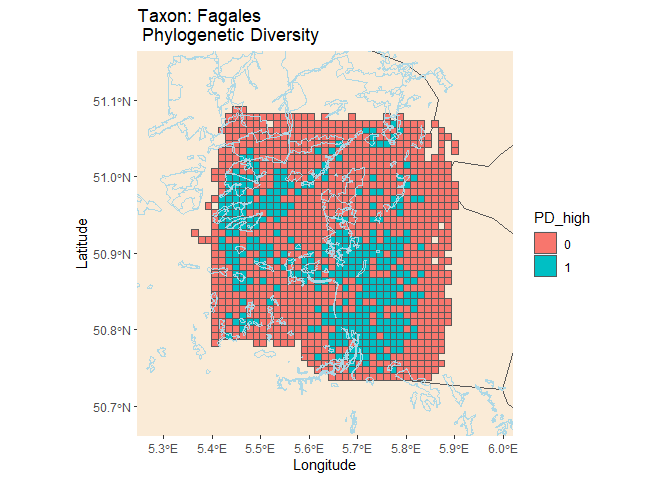 Taxon: Fagales
Phylogenetic Diversity
51.1°N
51.0°N
50.9°N
50.8°N
50.7°N
Latitude
5.3°E 5.4°E 5.5°E 5.6°E 5.7°E 5.8°E 5.9°E 6.0°E
Longitude
PD_high
0
1